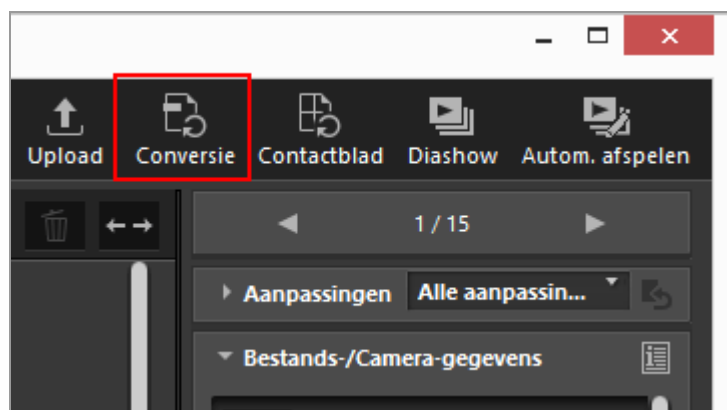 Upload Conversie Contactblad Diashow Autom. afspelen
1 / 15
Aanpassingen Alle aanpassin...
Bestands-/Camera-gegevens